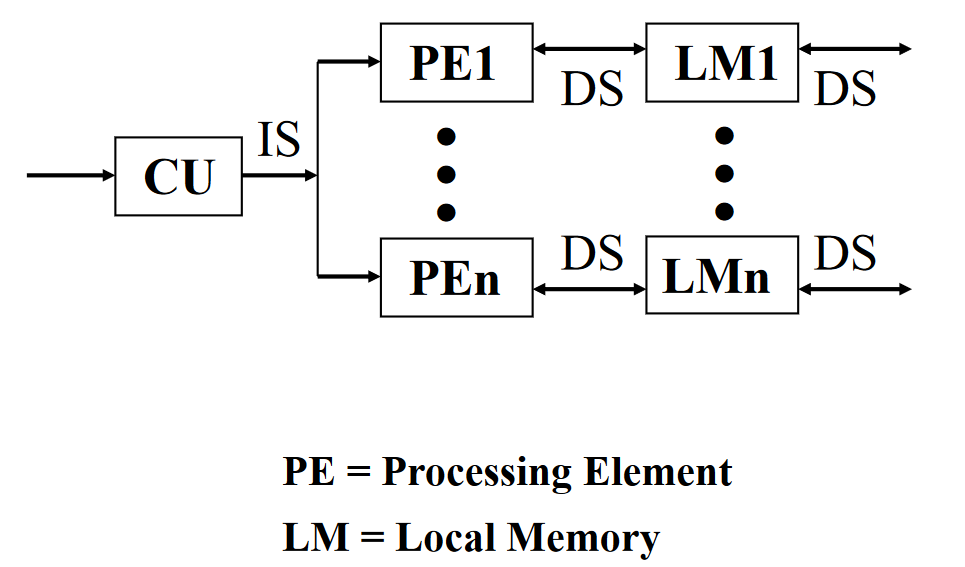 PE1 LM1
DS DS
IS
CU
DS DS
PEn LMn
PE = Processing Element
LM = Local Memory